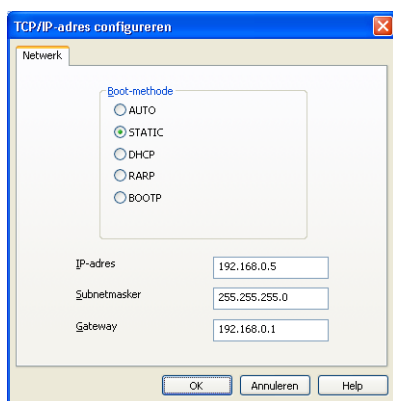 TCP/IP-adres configureren
Netwerk
Boot-methode
AUTO
STATIC
DHCP
RARP
BOOTP
IP-adres 192.168.0.5
Subnetmasker 255.255.255.0
Gateway 192.168.0.1
OK Annuleren Help